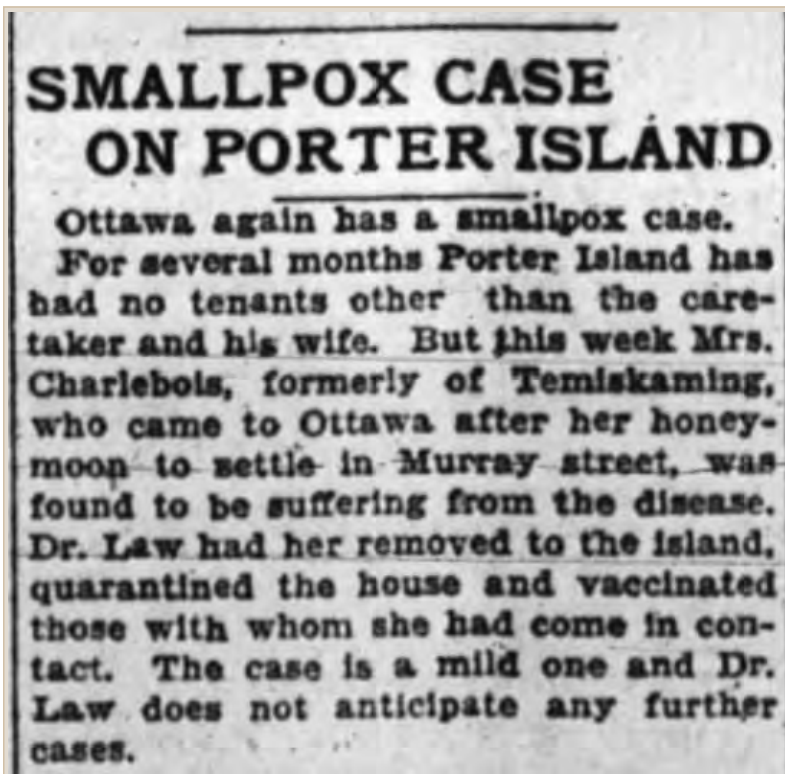 SMALLPOX CASE
ON PORTER ISLAND
Ottawa again has a smallpox case.
For several months Porter Island has
had no tenants other than the care-
taker and his wife. But this week Mrs.
Charlebois, formerly of Temiskaming,
who came to Ottawa after her honey-
moon to settle in Murray street, was
found to be suffering from the disease.
Dr. Law had her removed to the island,
quarantined the house and vaccinated
those with whom she had come in con-
tact. The case is a mild one and Dr.
Law does not anticipate any further
cases.